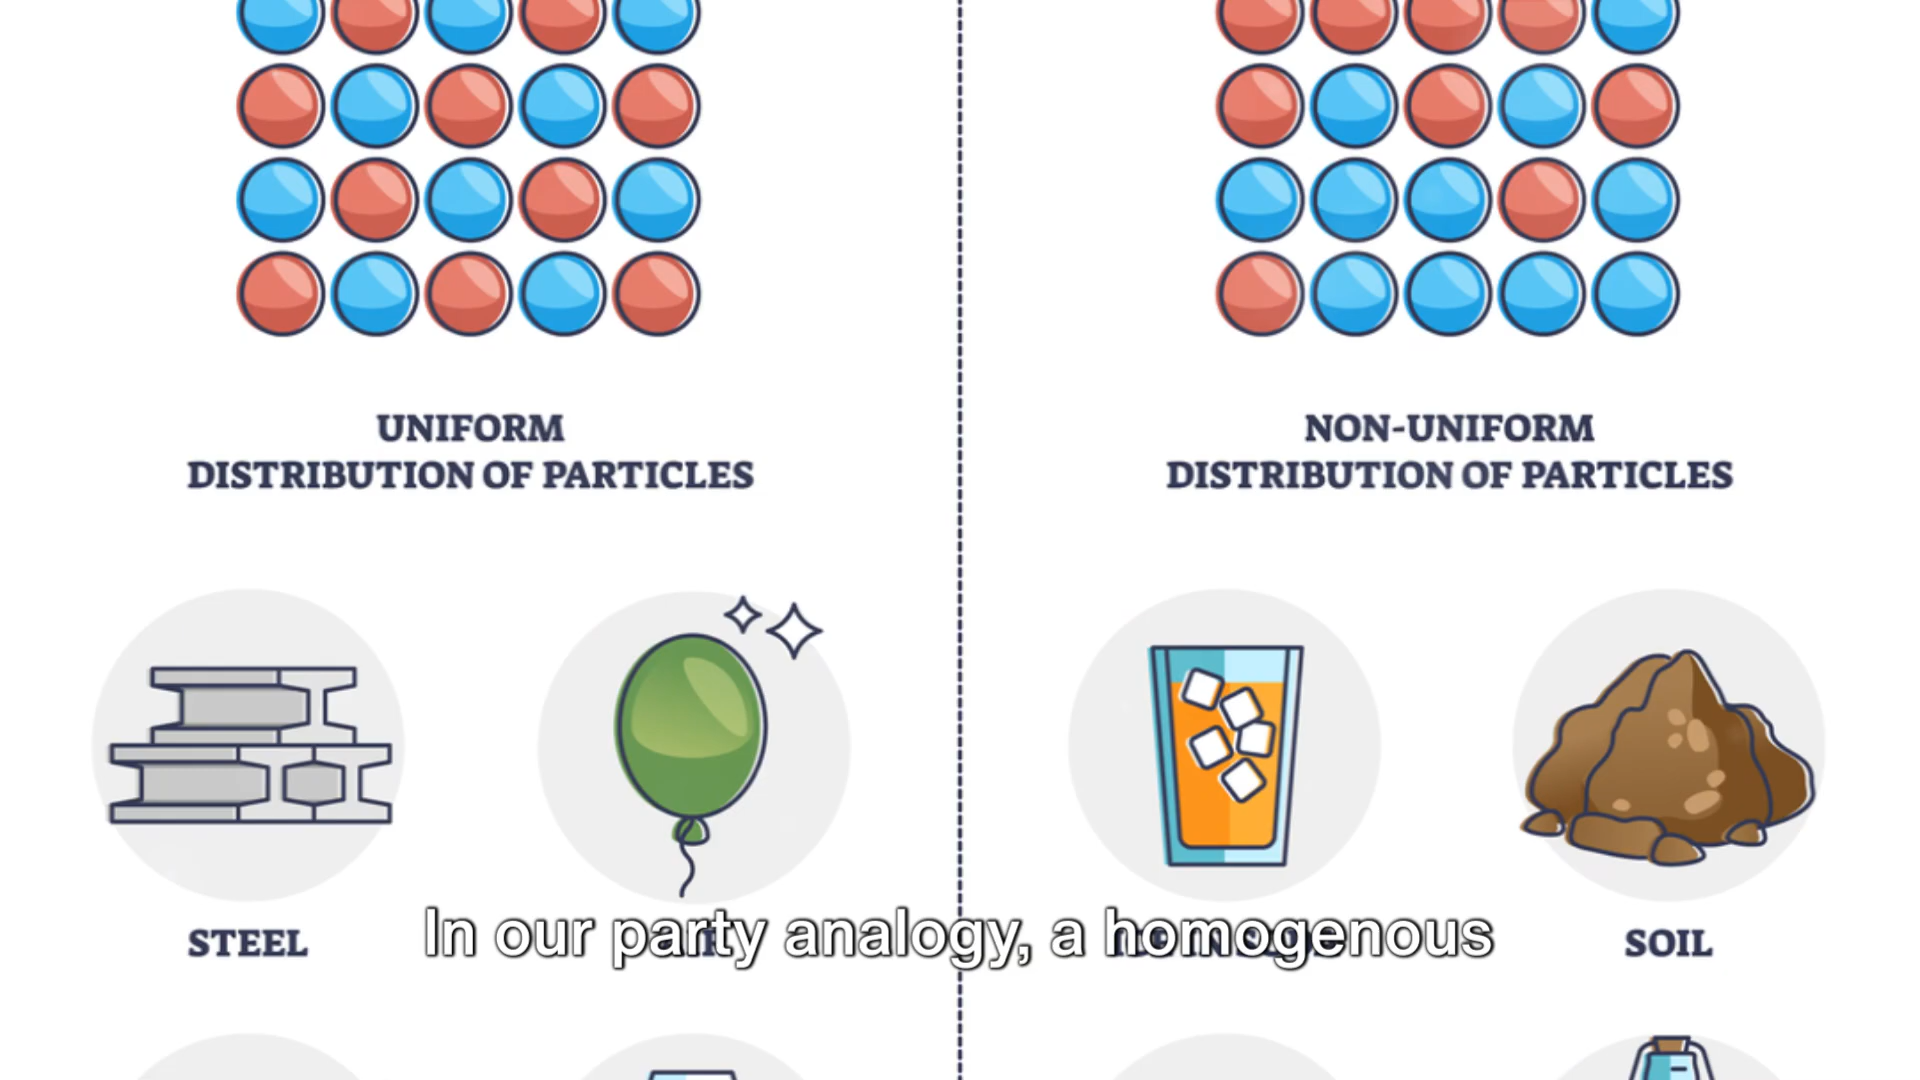 UNIFORM
DISTRIBUTION OF PARTICLES
NON-UNIFORM
DISTRIBUTION OF PARTICLES
STEEL
SOIL
In our party analogy, a homogenous